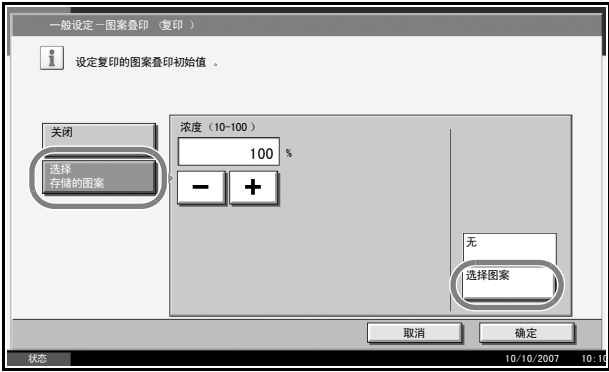 一般设定－图案叠印（复印）
设定复印的图案叠印初始值。
关闭
浓度（10-100）
100 %
选择
存储的图案
－ ＋
无
选择图案
取消 确定
状态 10/10/2007 10:10